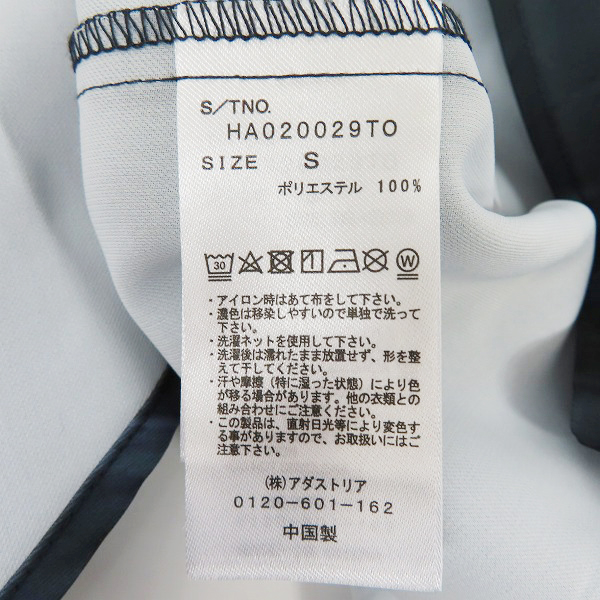 S/TNO.
HA020029TO
SIZE S
ポリエステル 100%
30 W
・アイロン時はあて布をして下さい。
・濃色は移染しやすいので単独で洗って
下さい。
・洗濯ネットを使用して下さい。
・洗濯後は濡れたまま放置せず、形を整
えて干してください。
・汗や摩擦（特に湿った状態）により色
が移る場合があります。他の衣類との
組み合わせにご注意ください。
・この製品は、直射日光等により変色す
る事がありますので、お取扱いにはご
注意下さい。
(株)アダストリア
0120-601-162
中国製